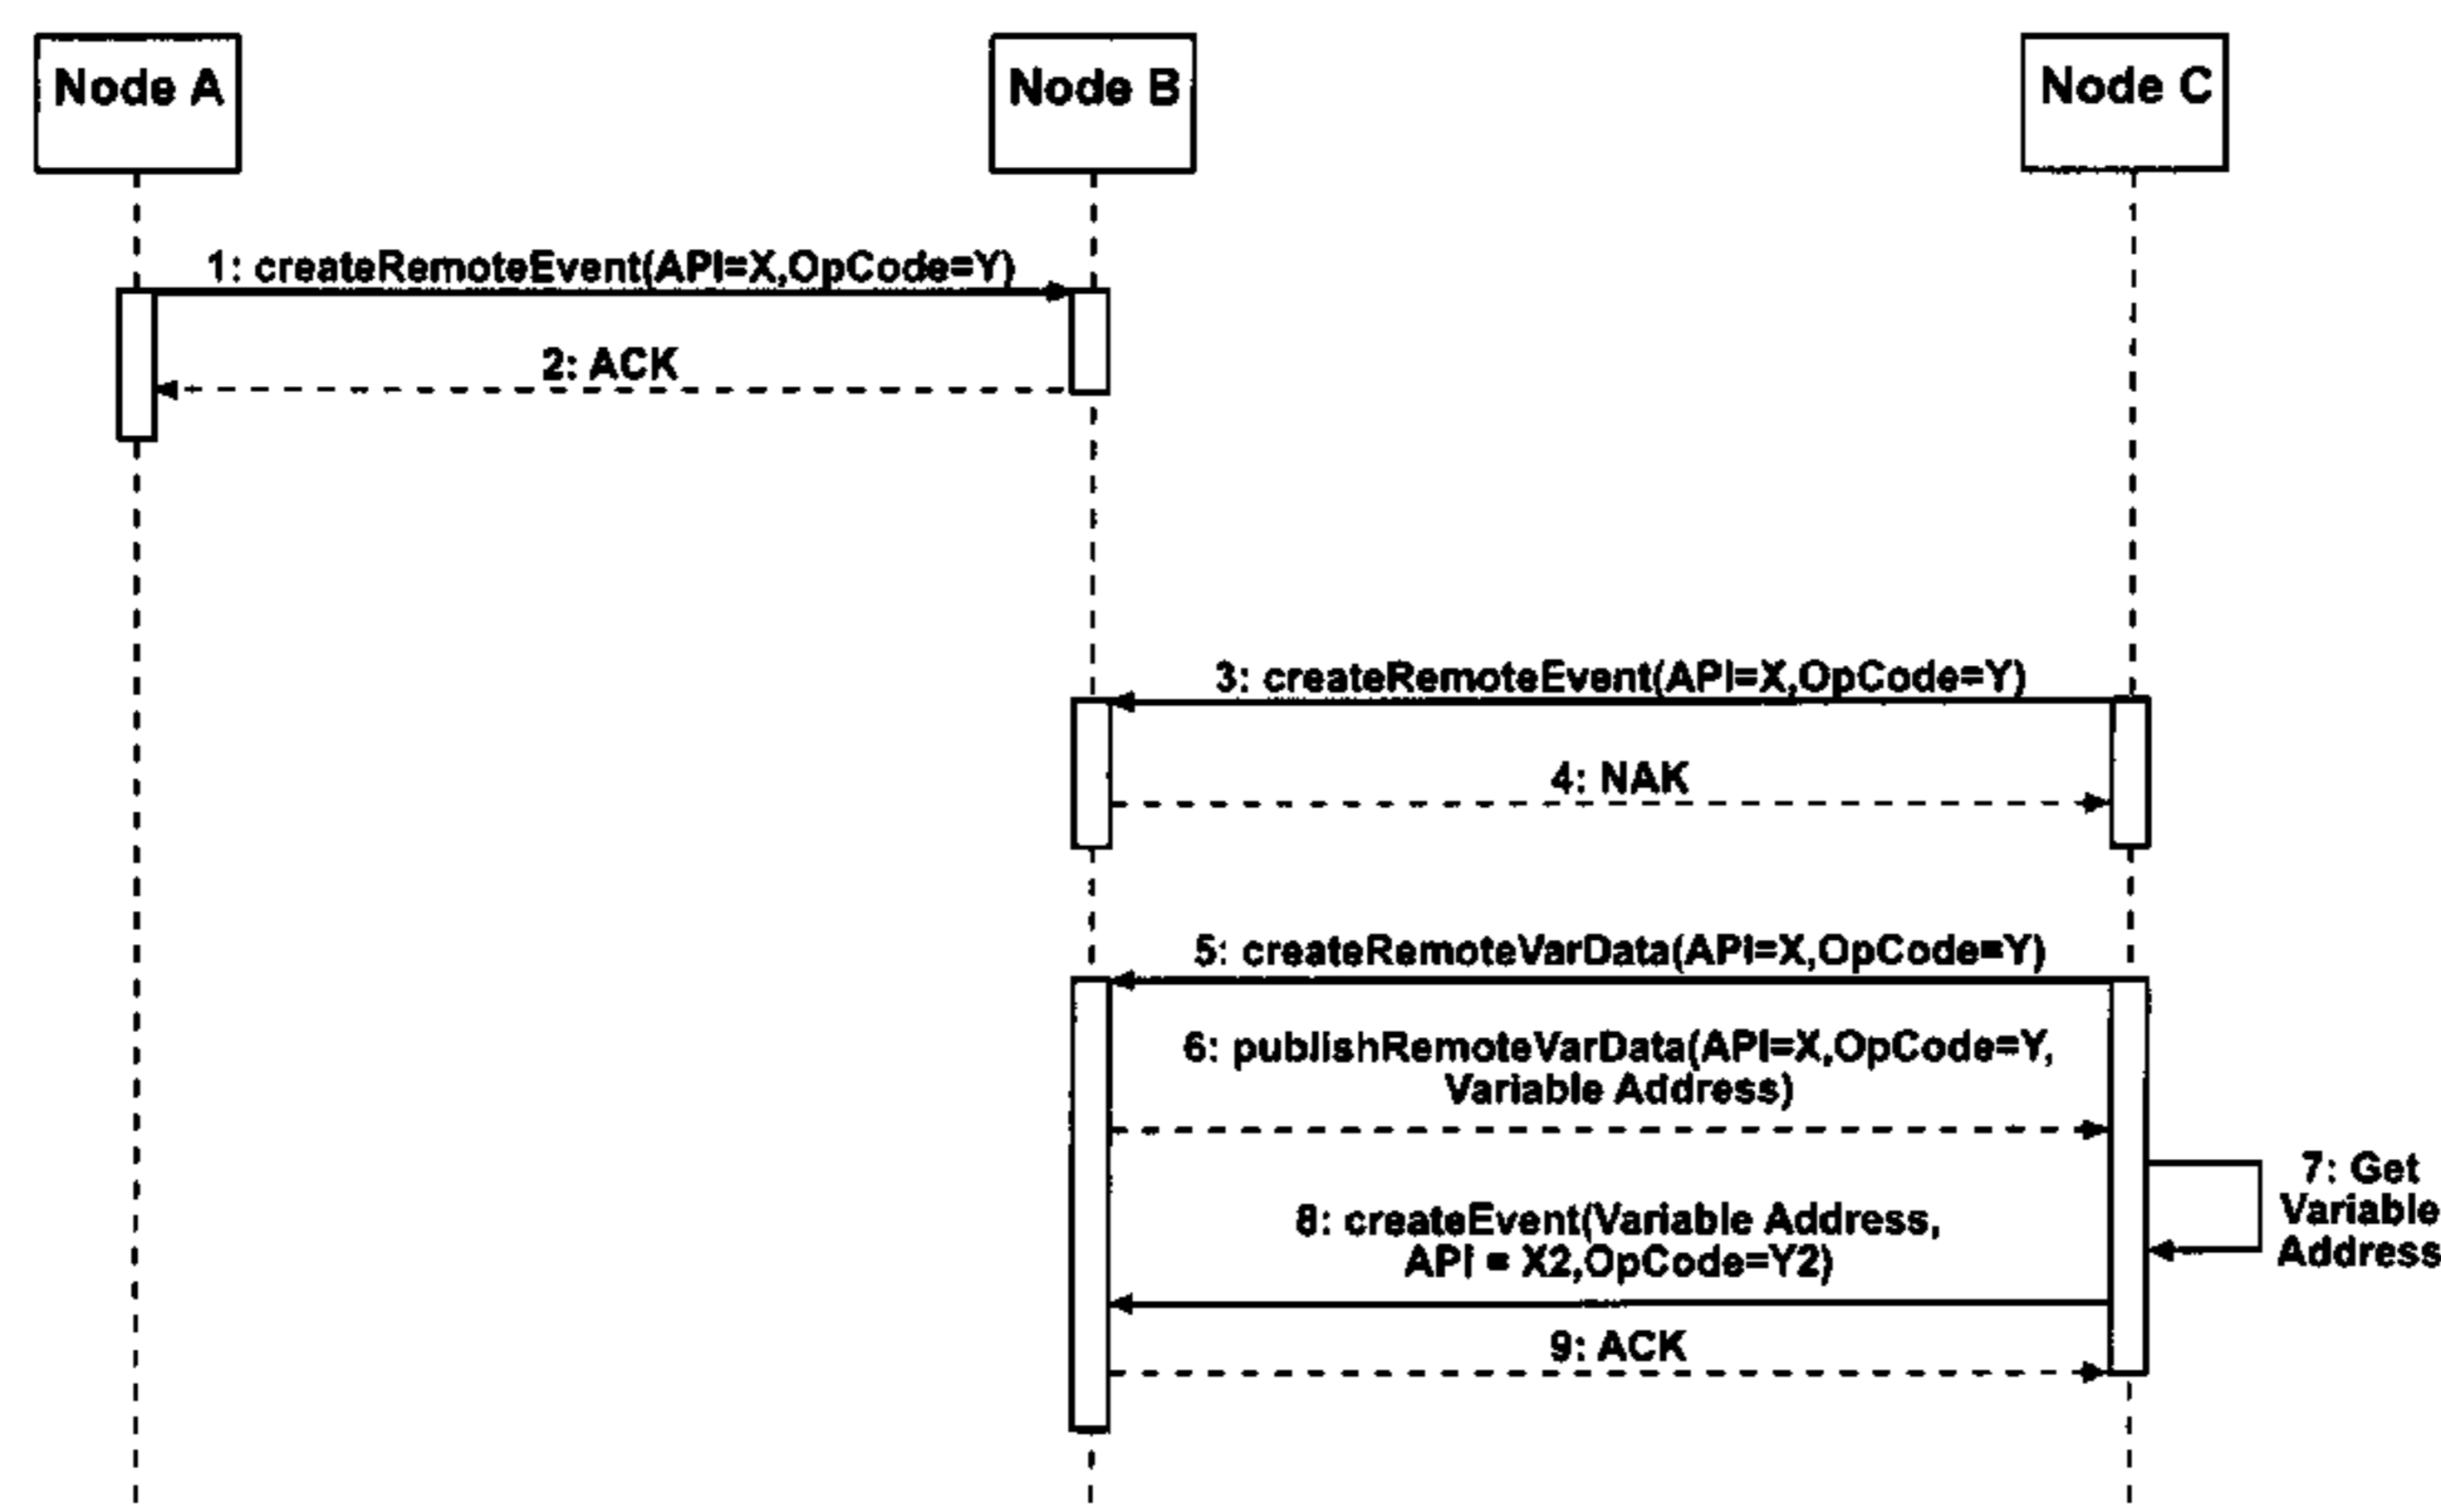 Node A
Node B
Node C
1: createRemoteEvent(API=X,OpCode=Y)
2: ACK
3: createRemoteEvent(API=X,OpCode=Y)
4: NAK
5: createRemoteVarData(API=X,OpCode=Y)
6: publishRemoteVarData(API=X,OpCode=Y,
Variable Address)
7: Get
Variable
Address
8: createEvent(Variable Address,
API = X2,OpCode=Y2)
9: ACK